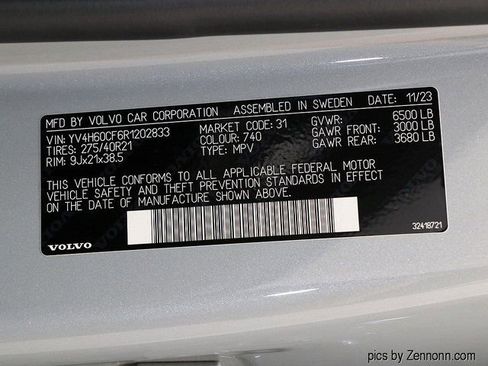 MFD BY VOLVO CAR CORPORATION ASSEMBLED IN SWEDEN DATE: 11/23
VIN: YV4H60CF6R1202833 MARKET CODE: 31 GVWR: 6500 LB
TIRES: 275/40R21 COLOUR: 740 GAWR FRONT: 3000 LB
RIM: 9Jx21x38.5 TYPE: MPV GAWR REAR: 3680 LB
THIS VEHICLE CONFORMS TO ALL APPLICABLE FEDERAL MOTOR
VEHICLE SAFETY AND THEFT PREVENTION STANDARDS IN EFFECT
ON THE DATE OF MANUFACTURE SHOWN ABOVE.
VOLVO 32418721
pics by Zennonn.com